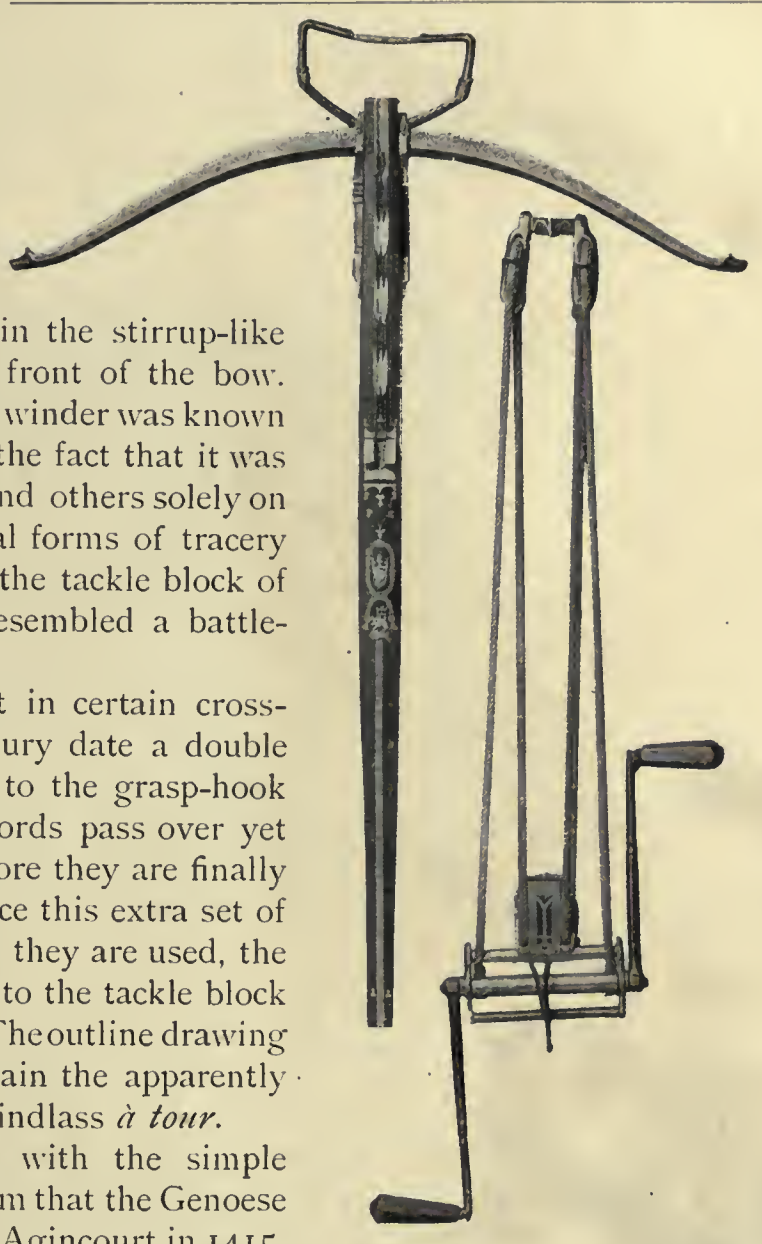 in the stirrup-like
front of the bow.
winder was known
the fact that it was
nd others solely on
al forms of tracery
the tackle block of
esembled a battle-
t in certain cross-
ury date a double
to the grasp-hook
ords pass over yet
ore they are finally
ce this extra set of
they are used, the
to the tackle block
The outline drawing
ain the apparently
indlass à tour.
with the simple
m that the Genoese
Agincourt in 1415